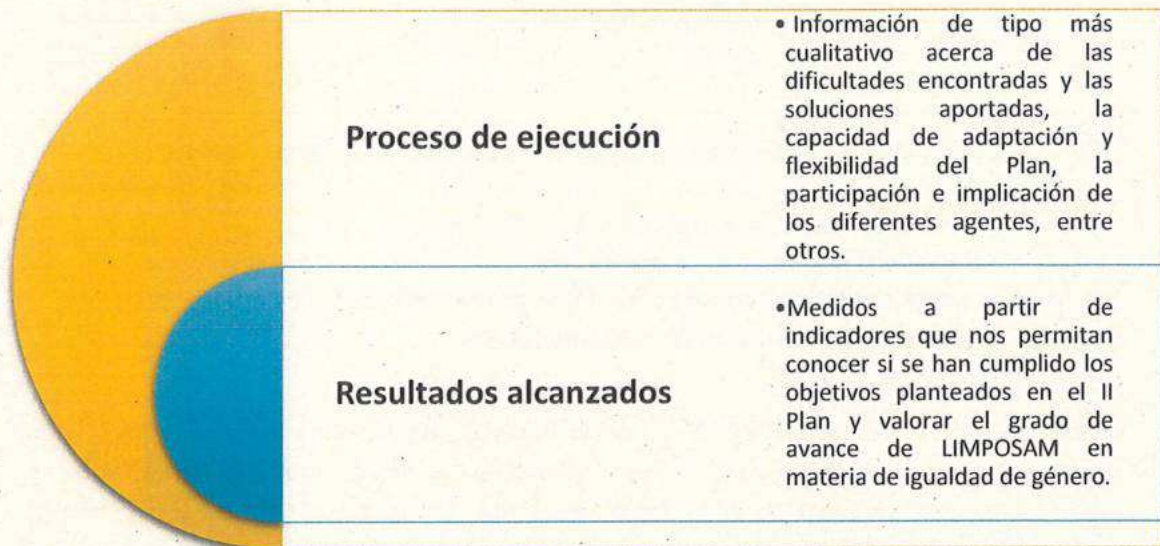 Proceso de ejecución
• Información de tipo más
cualitativo acerca de las
dificultades encontradas y las
soluciones aportadas, la
capacidad de adaptación y
flexibilidad del Plan, la
participación e implicación de
los diferentes agentes, entre
otros.
Resultados alcanzados
•Medidos a partir de
indicadores que nos permitan
conocer si se han cumplido los
objetivos planteados en el II
Plan y valorar el grado de
avance de LIMPOSAM en
materia de igualdad de género.